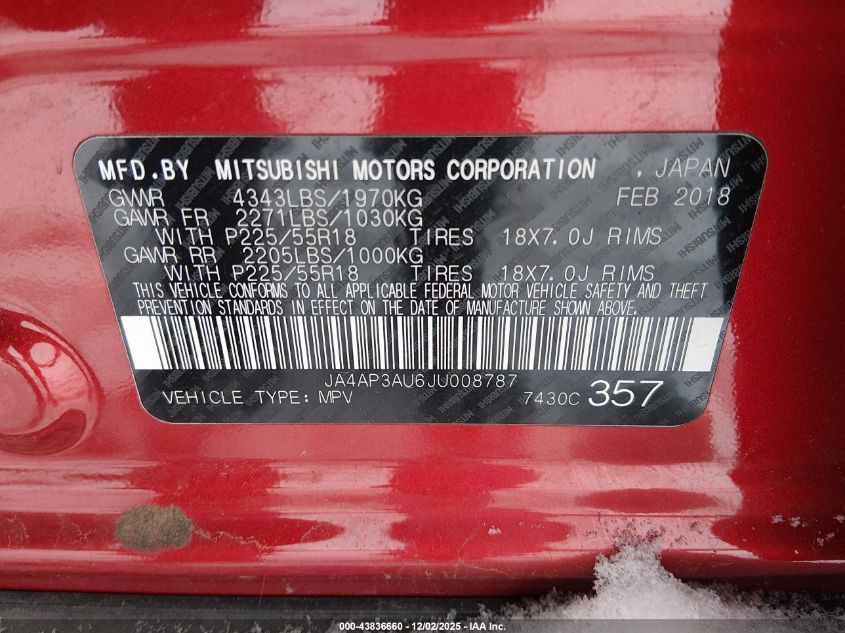 MFD.BY MITSUBISHI MOTORS CORPORATION , JAPAN
GVWR 4343LBS/1970KG FEB 2018
GAWR FR 2271LBS/1030KG
WITH P225/55R18 TIRES 18X7.0J RIMS
GAWR RR 2205LBS/1000KG
WITH P225/55R18 TIRES 18X7.0J RIMS
THIS VEHICLE CONFORMS TO ALL APPLICABLE FEDERAL MOTOR VEHICLE SAFETY AND THEFT
PREVENTION STANDARDS IN EFFECT ON THE DATE OF MANUFACTURE SHOWN ABOVE.
JA4AP3AU6JU008787
VEHICLE TYPE: MPV 7430C 357
000-43836660 - 12/02/2025 - IAA Inc.